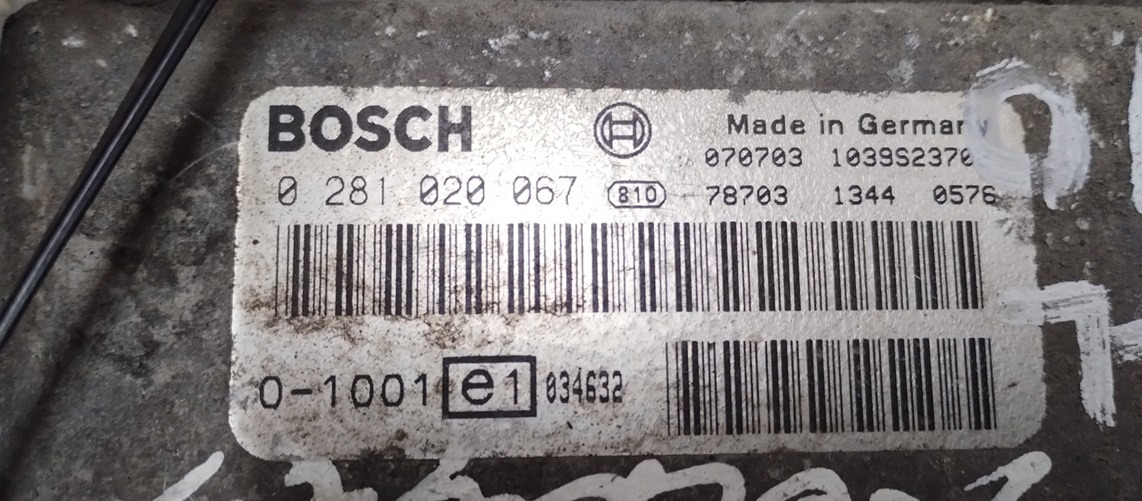 BOSCH
Made in Germany
070703 1039S2370
0 281 020 067 810 78703 1344 0576
0-1001 e1 034632